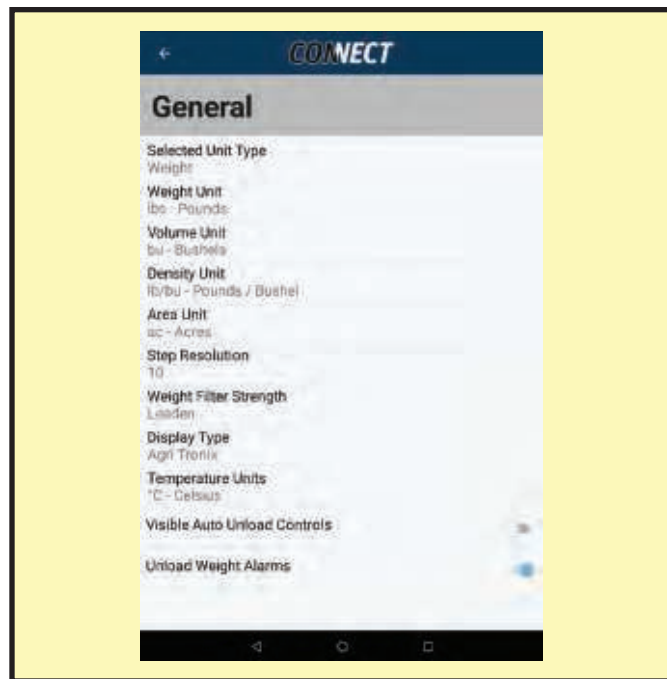 CONNECT
General
Selected Unit Type
Weight
Weight Unit
lbs - Pounds
Volume Unit
bu - Bushels
Density Unit
lb/bu - Pounds / Bushel
Area Unit
ac - Acres
Step Resolution
10
Weight Filter Strength
Display Type
Agri Tronix
Temperature Units
°C - Celsius
Visible Auto Unload Controls
Unload Weight Alarms